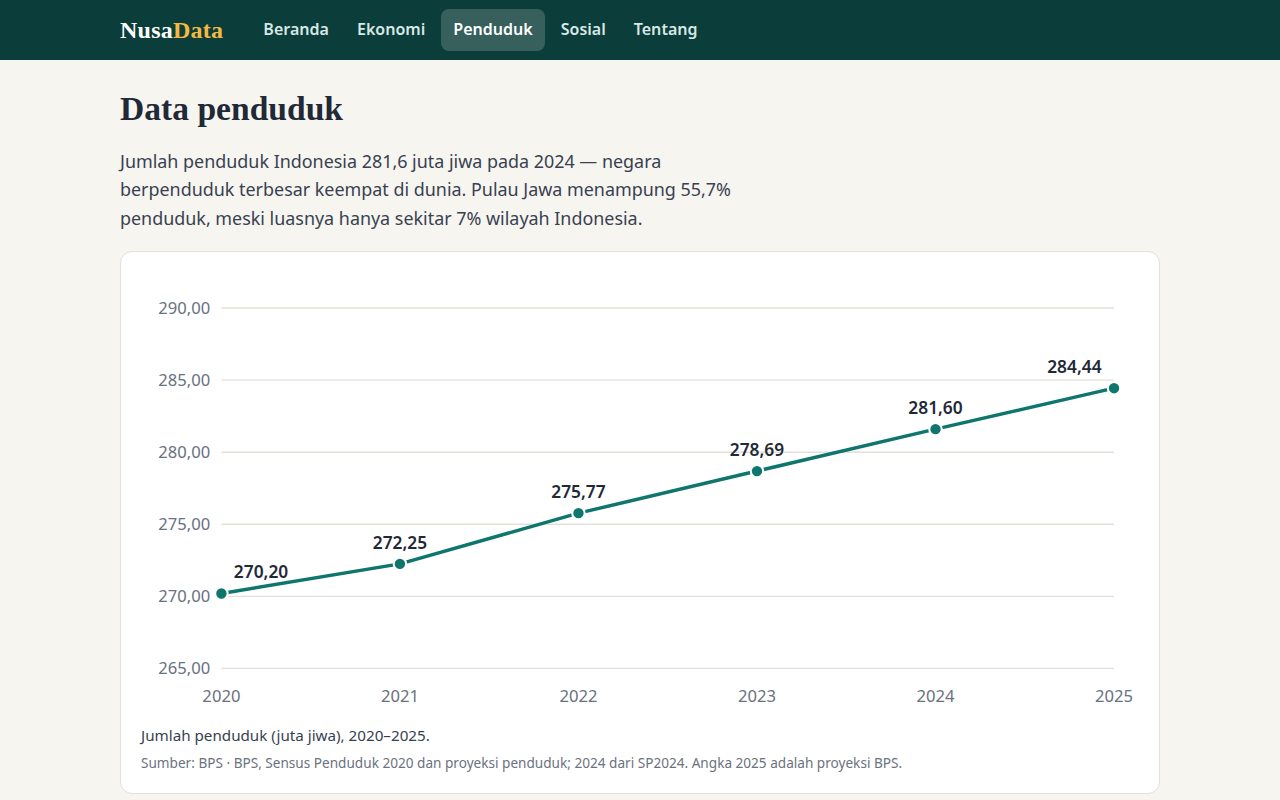 NusaData
Beranda Ekonomi Penduduk Sosial Tentang
Data penduduk
Jumlah penduduk Indonesia 281,6 juta jiwa pada 2024 — negara
berpenduduk terbesar keempat di dunia. Pulau Jawa menampung 55,7%
penduduk, meski luasnya hanya sekitar 7% wilayah Indonesia.
290,00
285,00
280,00
275,00
270,00
265,00
270,20
272,25
275,77
278,69
281,60
284,44
2020 2021 2022 2023 2024 2025
Jumlah penduduk (juta jiwa), 2020–2025.
Sumber: BPS · BPS, Sensus Penduduk 2020 dan proyeksi penduduk; 2024 dari SP2024. Angka 2025 adalah proyeksi BPS.